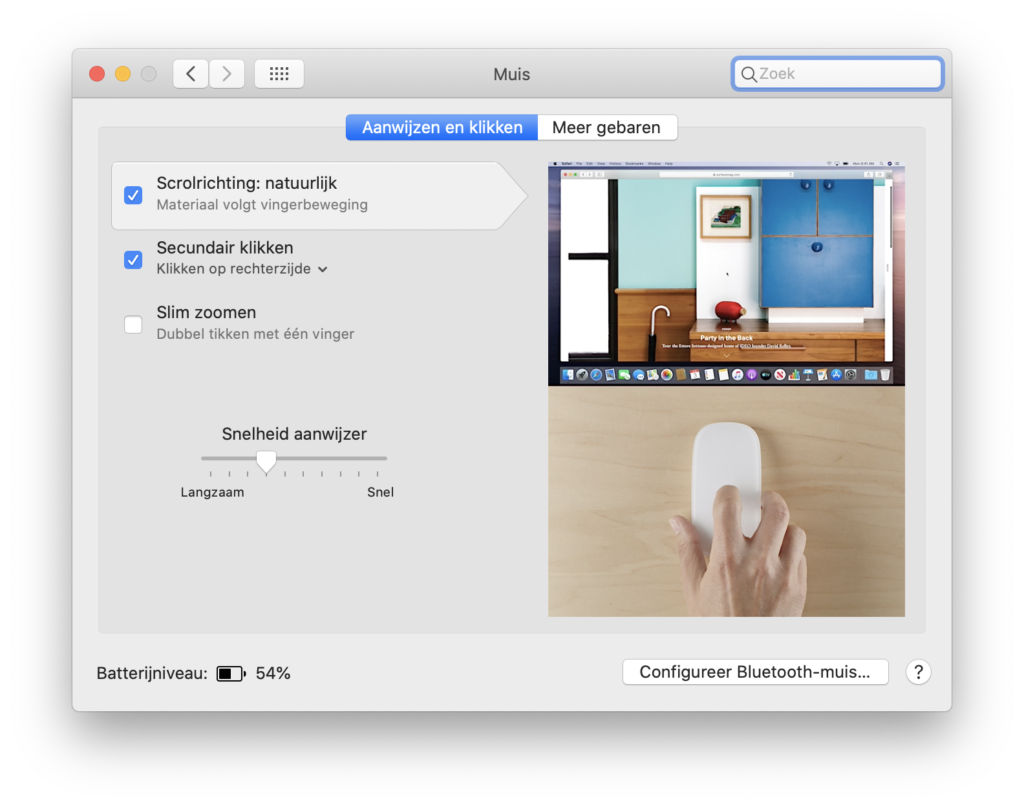 Muis
Zoek
Aanwijzen en klikken
Meer gebaren
Scrolrichting: natuurlijk
Materiaal volgt vingerbeweging
Secundair klikken
Klikken op rechterzijde
Slim zoomen
Dubbel tikken met één vinger
Snelheid aanwijzer
Langzaam
Snel
Party in the Back
Batterijniveau:
54%
Configureer Bluetooth-muis...
?